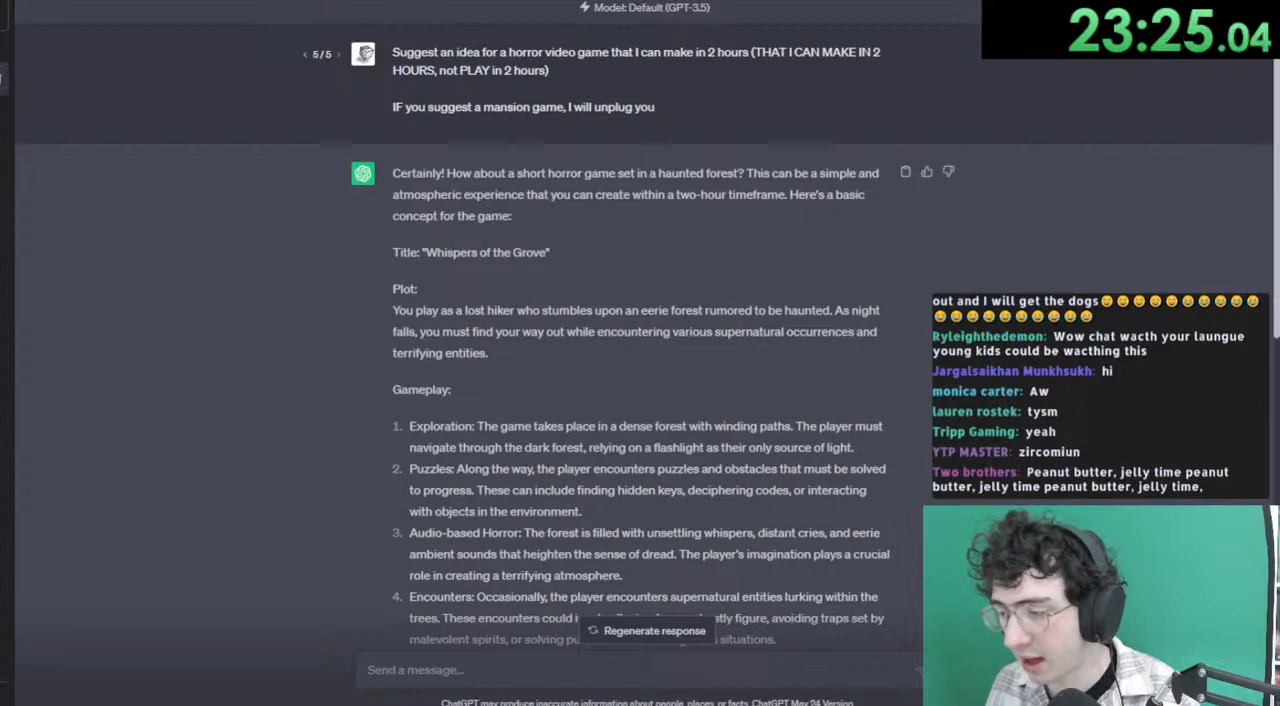 Model: Default (GPT-3.5)
23:25.04
< 5/5 >
Suggest an idea for a horror video game that I can make in 2 hours (THAT I CAN MAKE IN 2
HOURS, not PLAY in 2 hours)
IF you suggest a mansion game, I will unplug you
Certainly! How about a short horror game set in a haunted forest? This can be a simple and
atmospheric experience that you can create within a two-hour timeframe. Here's a basic
concept for the game:
Title: "Whispers of the Grove"
Plot:
You play as a lost hiker who stumbles upon an eerie forest rumored to be haunted. As night
falls, you must find your way out while encountering various supernatural occurrences and
terrifying entities.
Gameplay:
1. Exploration: The game takes place in a dense forest with winding paths. The player must
navigate through the dark forest, relying on a flashlight as their only source of light.
2. Puzzles: Along the way, the player encounters puzzles and obstacles that must be solved
to progress. These can include finding hidden keys, deciphering codes, or interacting
with objects in the environment.
3. Audio-based Horror: The forest is filled with unsettling whispers, distant cries, and eerie
ambient sounds that heighten the sense of dread. The player's imagination plays a crucial
role in creating a terrifying atmosphere.
4. Encounters: Occasionally, the player encounters supernatural entities lurking within the
trees. These encounters could figure, avoiding traps set by
malevolent spirits, or solving situations.
Regenerate response
Send a message...
ChatGPT may produce inaccurate information about people, places, or facts. ChatGPT May 24 Version
out and I will get the dogs😄😄😄😄😂😂😂😂😂
😂😂😂😂😂😂😂😂😂😂
Ryleighthedemon: Wow chat wacth your laungue
young kids could be wacthing this
Jargalsaikhan Munkhsukh: hi
monica carter: Aw
lauren rostek: tysm
Tripp Gaming: yeah
YTP MASTER: zircomiun
Two brothers: Peanut butter, jelly time peanut
butter, jelly time peanut butter, jelly time,